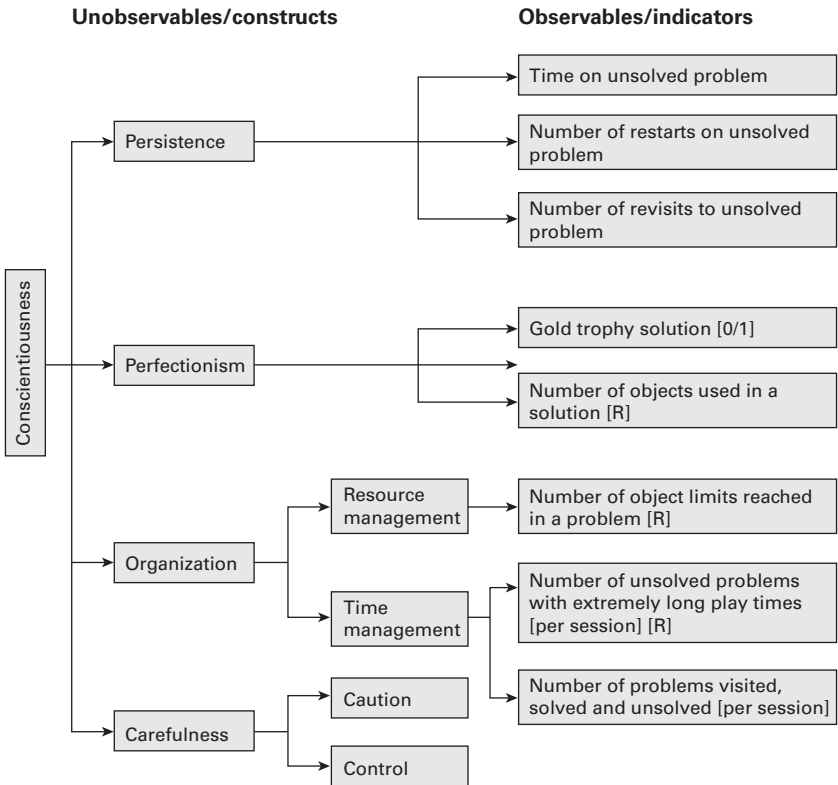 Unobservables/constructs
Observables/indicators
Time on unsolved problem
Persistence
Number of restarts on unsolved
problem
Number of revisits to unsolved
problem
Conscientiousness
Gold trophy solution [0/1]
Perfectionism
Number of objects used in a
solution [R]
Resource
management
Number of object limits reached
in a problem [R]
Organization
Time
management
Number of unsolved problems
with extremely long play times
[per session] [R]
Number of problems visited,
solved and unsolved [per session]
Carefulness
Caution
Control